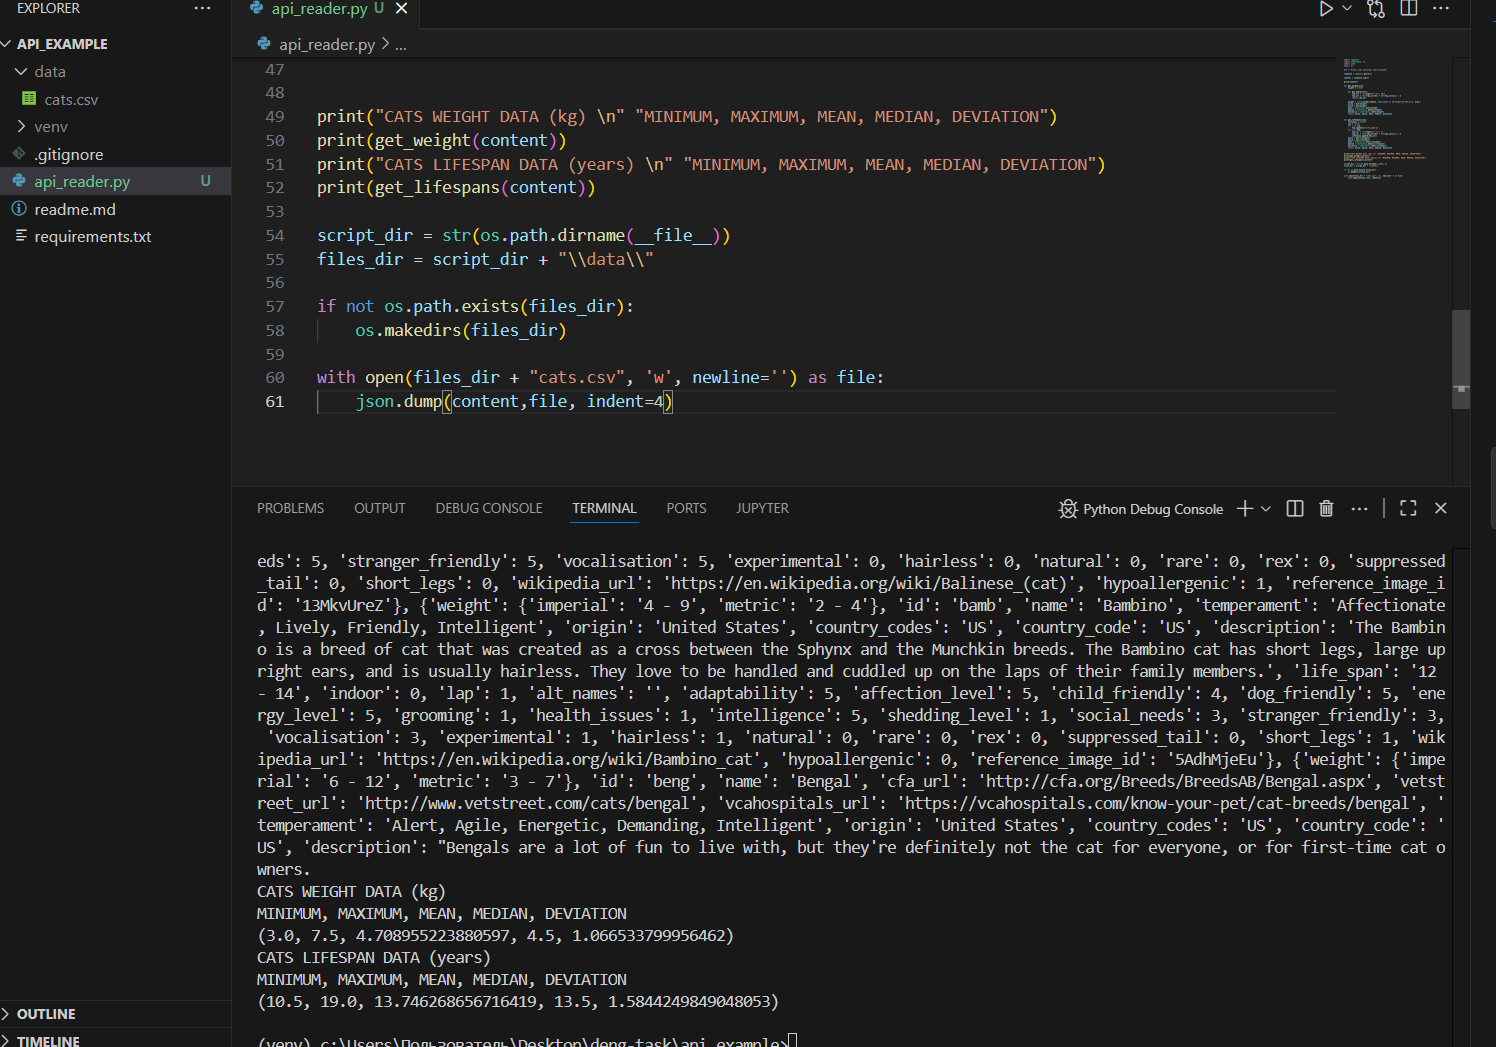 EXPLORER
···
API_EXAMPLE
data
cats.csv
venv
.gitignore
api_reader.py U
readme.md
requirements.txt
OUTLINE
TIMELINE
api_reader.py U
api_reader.py > ...
47
48
49 print("CATS WEIGHT DATA (kg) \n" "MINIMUM, MAXIMUM, MEAN, MEDIAN, DEVIATION")
50 print(get_weight(content))
51 print("CATS LIFESPAN DATA (years) \n" "MINIMUM, MAXIMUM, MEAN, MEDIAN, DEVIATION")
52 print(get_lifespans(content))
53
54 script_dir = str(os.path.dirname(__file__))
55 files_dir = script_dir + "\\data\\"
56
57 if not os.path.exists(files_dir):
58 os.makedirs(files_dir)
59
60 with open(files_dir + "cats.csv", 'w', newline='') as file:
61 json.dump(content,file, indent=4)
PROBLEMS OUTPUT DEBUG CONSOLE TERMINAL PORTS JUPYTER
Python Debug Console
eds': 5, 'stranger_friendly': 5, 'vocalisation': 5, 'experimental': 0, 'hairless': 0, 'natural': 0, 'rare': 0, 'rex': 0, 'suppressed
_tail': 0, 'short_legs': 0, 'wikipedia_url': 'https://en.wikipedia.org/wiki/Balinese_(cat)', 'hypoallergenic': 1, 'reference_image_i
d': '13MkvUreZ'}, {'weight': {'imperial': '4 - 9', 'metric': '2 - 4'}, 'id': 'bamb', 'name': 'Bambino', 'temperament': 'Affectionate
, Lively, Friendly, Intelligent', 'origin': 'United States', 'country_codes': 'US', 'country_code': 'US', 'description': 'The Bambin
o is a breed of cat that was created as a cross between the Sphynx and the Munchkin breeds. The Bambino cat has short legs, large up
right ears, and is usually hairless. They love to be handled and cuddled up on the laps of their family members.', 'life_span': '12
- 14', 'indoor': 0, 'lap': 1, 'alt_names': '', 'adaptability': 5, 'affection_level': 5, 'child_friendly': 4, 'dog_friendly': 5, 'ene
rgy_level': 5, 'grooming': 1, 'health_issues': 1, 'intelligence': 5, 'shedding_level': 1, 'social_needs': 3, 'stranger_friendly': 3,
'vocalisation': 3, 'experimental': 1, 'hairless': 1, 'natural': 0, 'rare': 0, 'rex': 0, 'suppressed_tail': 0, 'short_legs': 1, 'wik
ipedia_url': 'https://en.wikipedia.org/wiki/Bambino_cat', 'hypoallergenic': 0, 'reference_image_id': '5AdhMjeEu'}, {'weight': {'impe
rial': '6 - 12', 'metric': '3 - 7'}, 'id': 'beng', 'name': 'Bengal', 'cfa_url': 'http://cfa.org/Breeds/BreedsAB/Bengal.aspx', 'vetst
reet_url': 'http://www.vetstreet.com/cats/bengal', 'vcahospitals_url': 'https://vcahospitals.com/know-your-pet/cat-breeds/bengal', '
temperament': 'Alert, Agile, Energetic, Demanding, Intelligent', 'origin': 'United States', 'country_codes': 'US', 'country_code': '
US', 'description': "Bengals are a lot of fun to live with, but they're definitely not the cat for everyone, or for first-time cat o
wners.
CATS WEIGHT DATA (kg)
MINIMUM, MAXIMUM, MEAN, MEDIAN, DEVIATION
(3.0, 7.5, 4.708955223880597, 4.5, 1.066533799956462)
CATS LIFESPAN DATA (years)
MINIMUM, MAXIMUM, MEAN, MEDIAN, DEVIATION
(10.5, 19.0, 13.746268656716419, 13.5, 1.5844249849048053)
(venv) c:\Users\Пользователь\Desktop\deng-task\api_example>